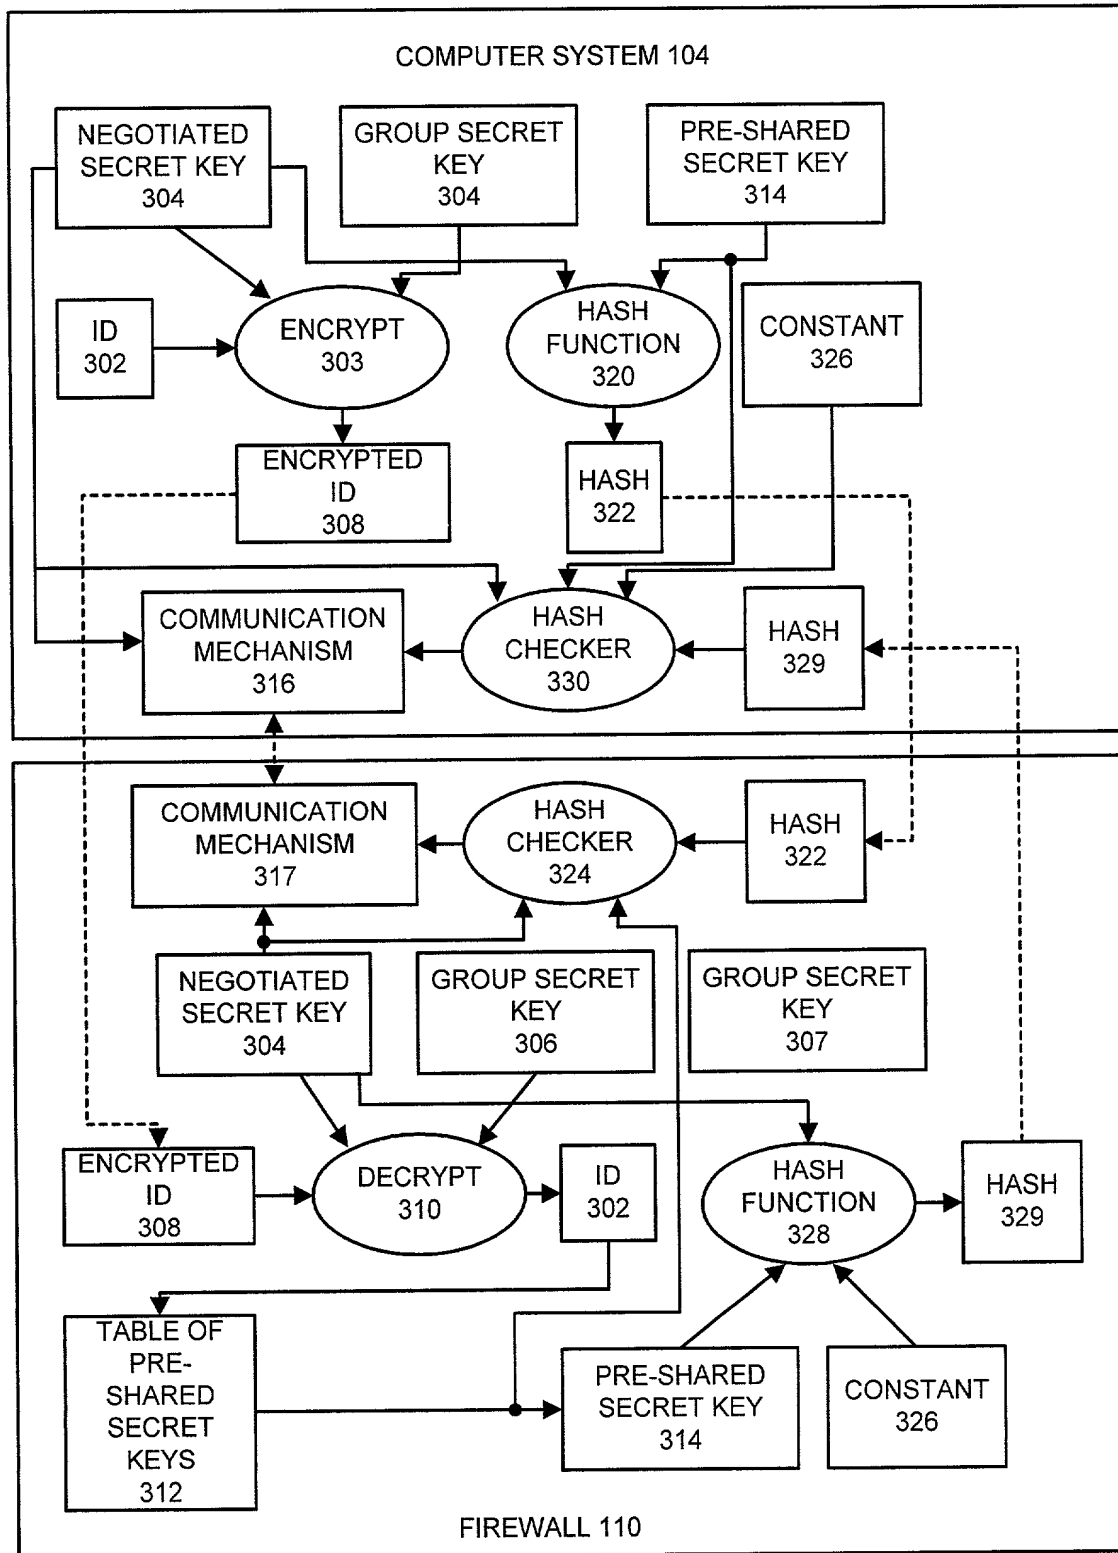 COMPUTER SYSTEM 104
NEGOTIATED
SECRET KEY
304
GROUP SECRET
KEY
304
PRE-SHARED
SECRET KEY
314
ID
302
ENCRYPT
303
HASH
FUNCTION
320
CONSTANT
326
ENCRYPTED
ID
308
HASH
322
COMMUNICATION
MECHANISM
316
HASH
CHECKER
330
HASH
329
COMMUNICATION
MECHANISM
317
HASH
CHECKER
324
HASH
322
NEGOTIATED
SECRET KEY
304
GROUP SECRET
KEY
306
GROUP SECRET
KEY
307
ENCRYPTED
ID
308
DECRYPT
310
ID
302
HASH
FUNCTION
328
HASH
329
TABLE OF
PRE-
SHARED
SECRET
KEYS
312
PRE-SHARED
SECRET KEY
314
CONSTANT
326
FIREWALL 110